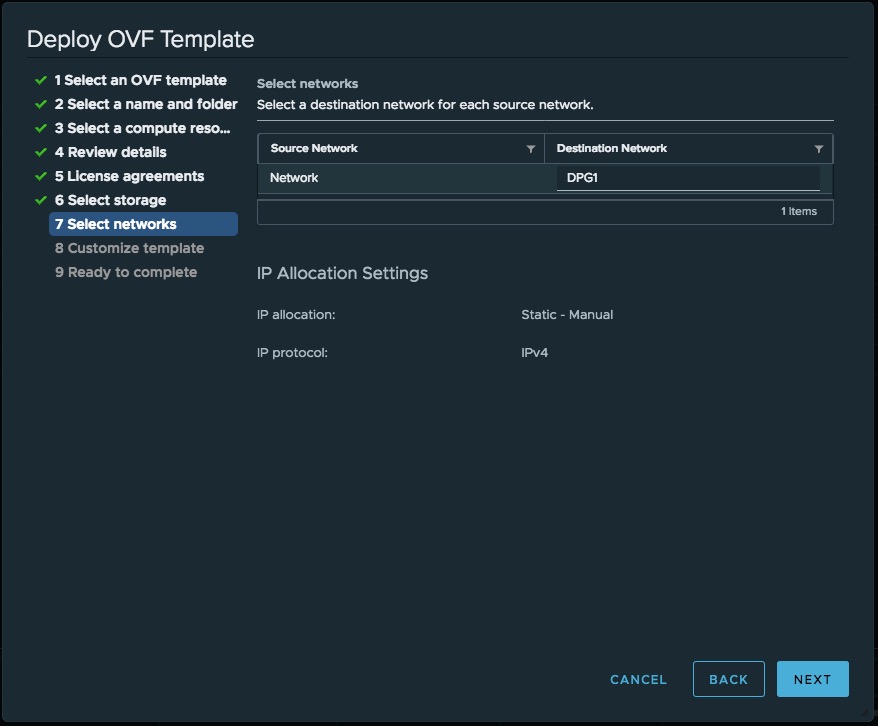 Deploy OVF Template
1 Select an OVF template
2 Select a name and folder
3 Select a compute reso...
4 Review details
5 License agreements
6 Select storage
7 Select networks
8 Customize template
9 Ready to complete
Select networks
Select a destination network for each source network.
Source Network Destination Network
Network DPG1
1 Items
IP Allocation Settings
IP allocation: Static - Manual
IP protocol: IPv4
CANCEL BACK NEXT